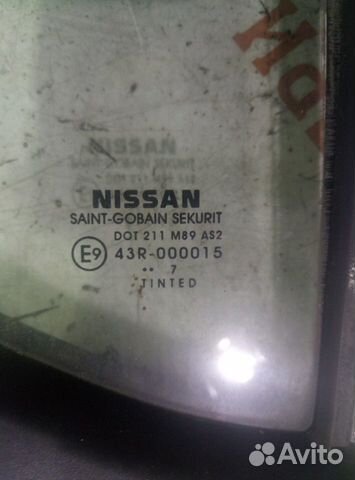 NISSAN
SAINT-GOBAIN SEKURIT
DOT 211 M89 AS2
E9 43R-000015
.. 7
TINTED
Avito